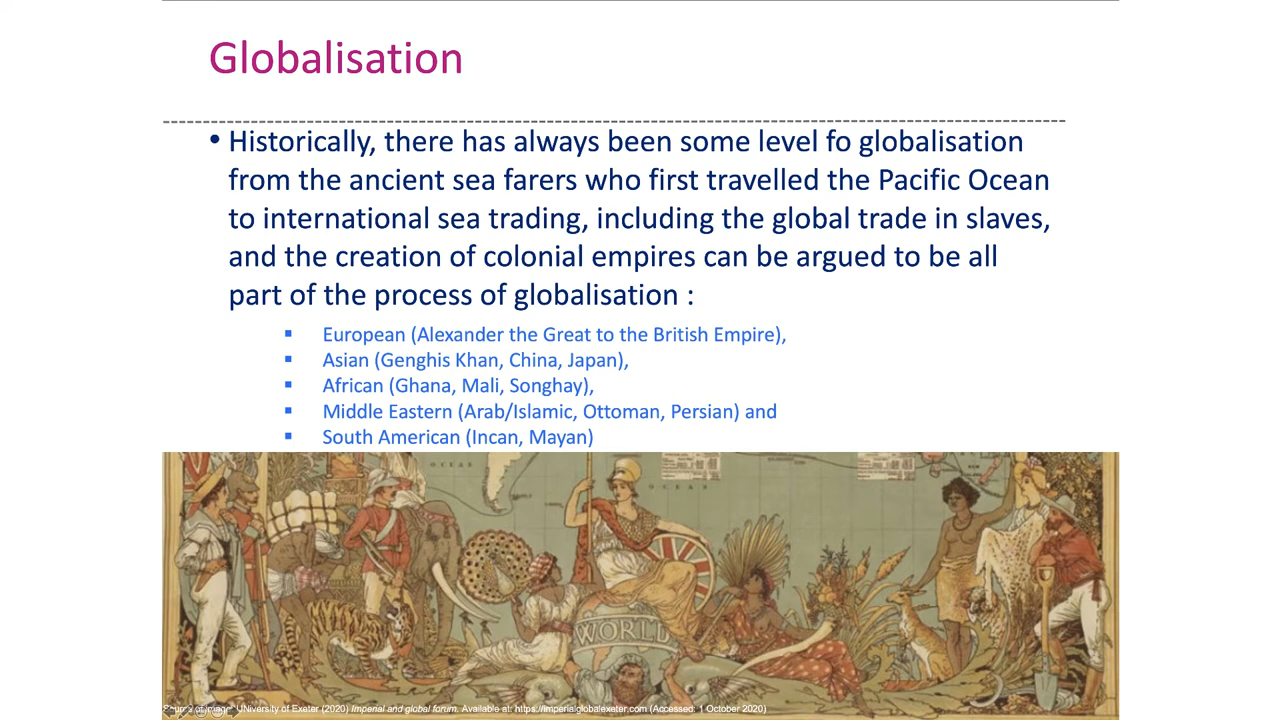 Globalisation
• Historically, there has always been some level fo globalisation
from the ancient sea farers who first travelled the Pacific Ocean
to international sea trading, including the global trade in slaves,
and the creation of colonial empires can be argued to be all
part of the process of globalisation :
▪ European (Alexander the Great to the British Empire),
▪ Asian (Genghis Khan, China, Japan),
▪ African (Ghana, Mali, Songhay),
▪ Middle Eastern (Arab/Islamic, Ottoman, Persian) and
▪ South American (Incan, Mayan)
OCEAN
OCEAN
WORLD
Source of image: UNiversity of Exeter (2020) Imperial and global forum. Available at: https://imperialglobalexeter.com (Accessed: 1 October 2020)